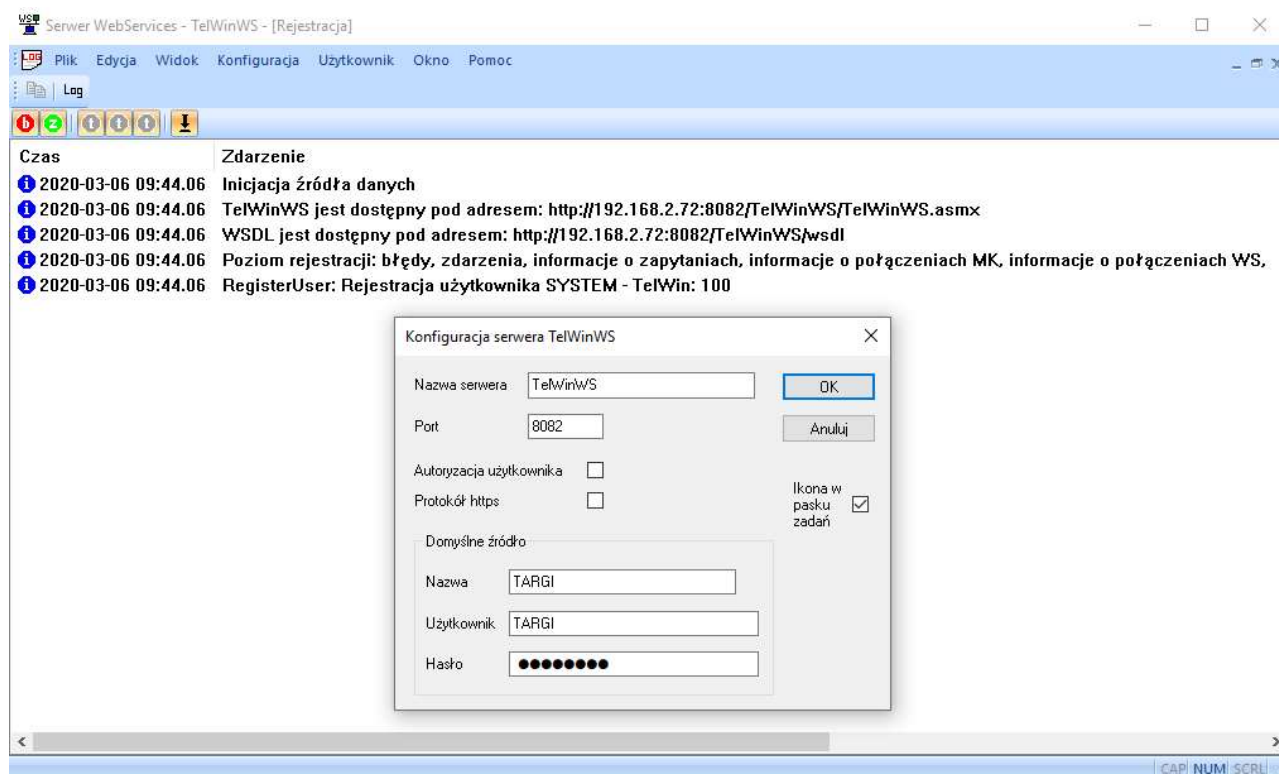 Serwer WebServices - TelWinWS - [Rejestracja]
Plik Edycja Widok Konfiguracja Użytkownik Okno Pomoc
Log
Czas Zdarzenie
2020-03-06 09:44.06 Inicjacja źródła danych
2020-03-06 09:44.06 TelWinWS jest dostępny pod adresem: http://192.168.2.72:8082/TelWinWS/TelWinWS.asmx
2020-03-06 09:44.06 WSDL jest dostępny pod adresem: http://192.168.2.72:8082/TelWinWS/wsdl
2020-03-06 09:44.06 Poziom rejestracji: błędy, zdarzenia, informacje o zapytaniach, informacje o połączeniach MK, informacje o połączeniach WS,
2020-03-06 09:44.06 RegisterUser: Rejestracja użytkownika SYSTEM - TelWin: 100
Konfiguracja serwera TelWinWS
Nazwa serwera TelWinWS OK
Port 8082 Anuluj
Autoryzacja użytkownika
Protokół https
Ikona w
pasku
zadań
Domyślne źródło
Nazwa TARGI
Użytkownik TARGI
Hasło ●●●●●●●●
CAP NUM SCRL